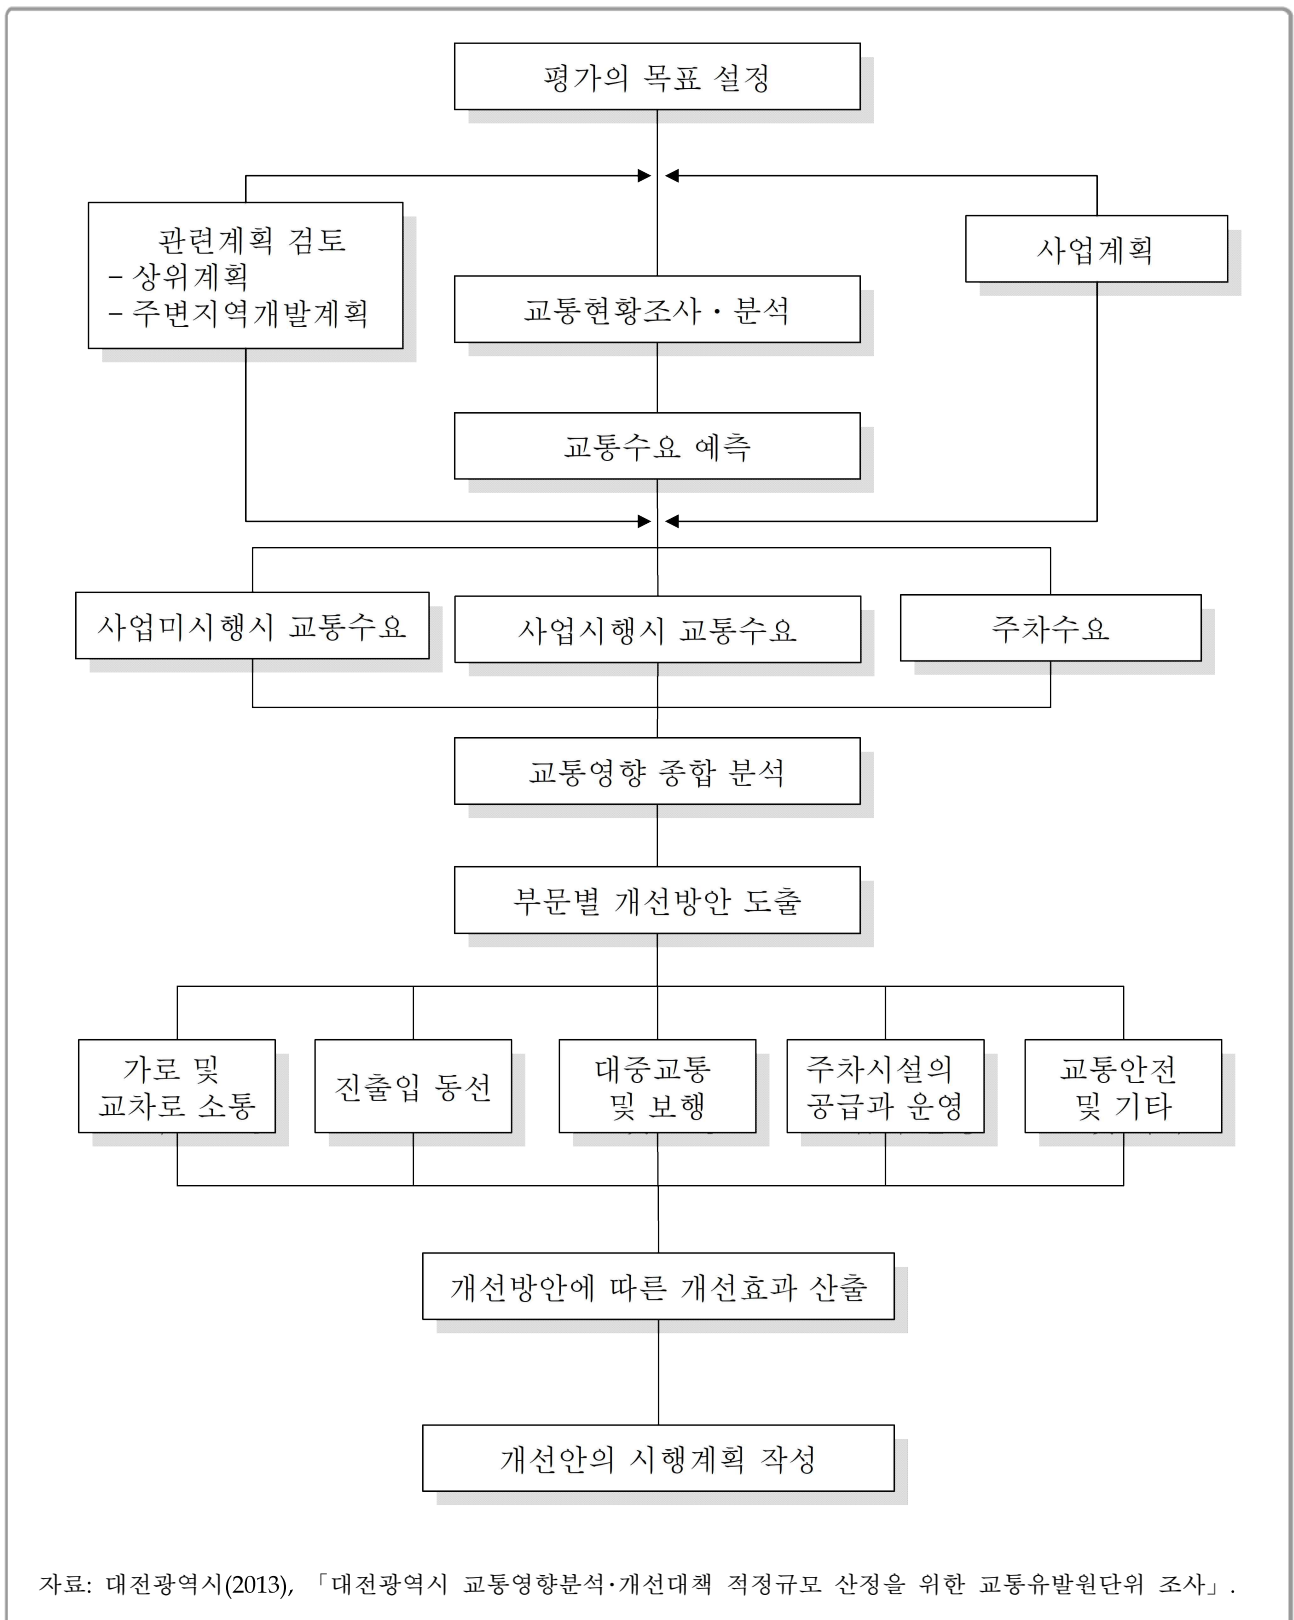 평가의 목표 설정
관련계획 검토
- 상위계획
- 주변지역개발계획
사업계획
교통현황조사·분석
교통수요 예측
사업미시행시 교통수요
사업시행시 교통수요
주차수요
교통영향 종합 분석
부문별 개선방안 도출
가로 및
교차로 소통
진출입 동선
대중교통
및 보행
주차시설의
공급과 운영
교통안전
및 기타
개선방안에 따른 개선효과 산출
개선안의 시행계획 작성
자료: 대전광역시(2013), 「대전광역시 교통영향분석·개선대책 적정규모 산정을 위한 교통유발원단위 조사」.